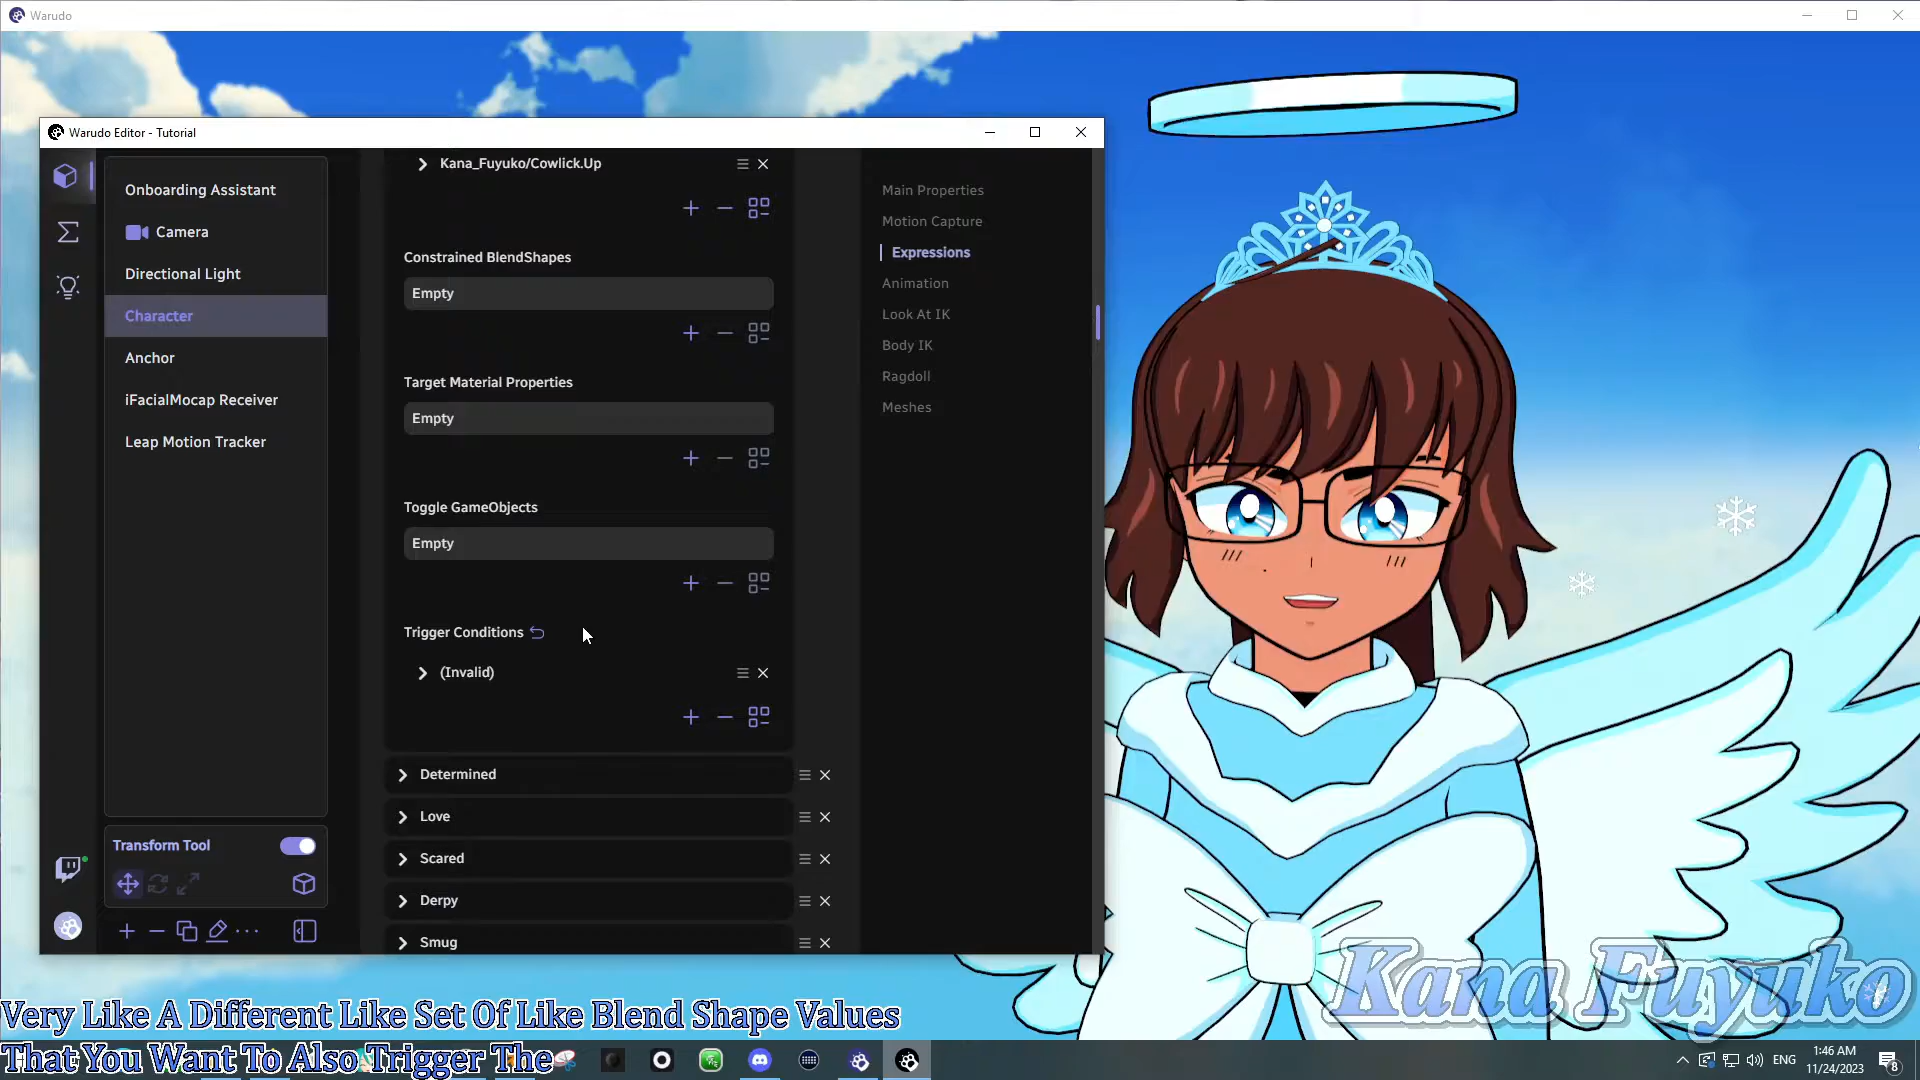 Warudo
Warudo Editor - Tutorial
Onboarding Assistant
Camera
Directional Light
Character
Anchor
iFacialMocap Receiver
Leap Motion Tracker
Transform Tool
Kana_Fuyuko/Cowlick.Up
Constrained BlendShapes
Empty
Target Material Properties
Empty
Toggle GameObjects
Empty
Trigger Conditions
(Invalid)
Determined
Love
Scared
Derpy
Smug
Main Properties
Motion Capture
Expressions
Animation
Look At IK
Body IK
Ragdoll
Meshes
Kana Fuyuko
Very Like A Different Like Set Of Like Blend Shape Values
That You Want To Also Trigger The
ENG
1:46 AM
11/24/2023
8